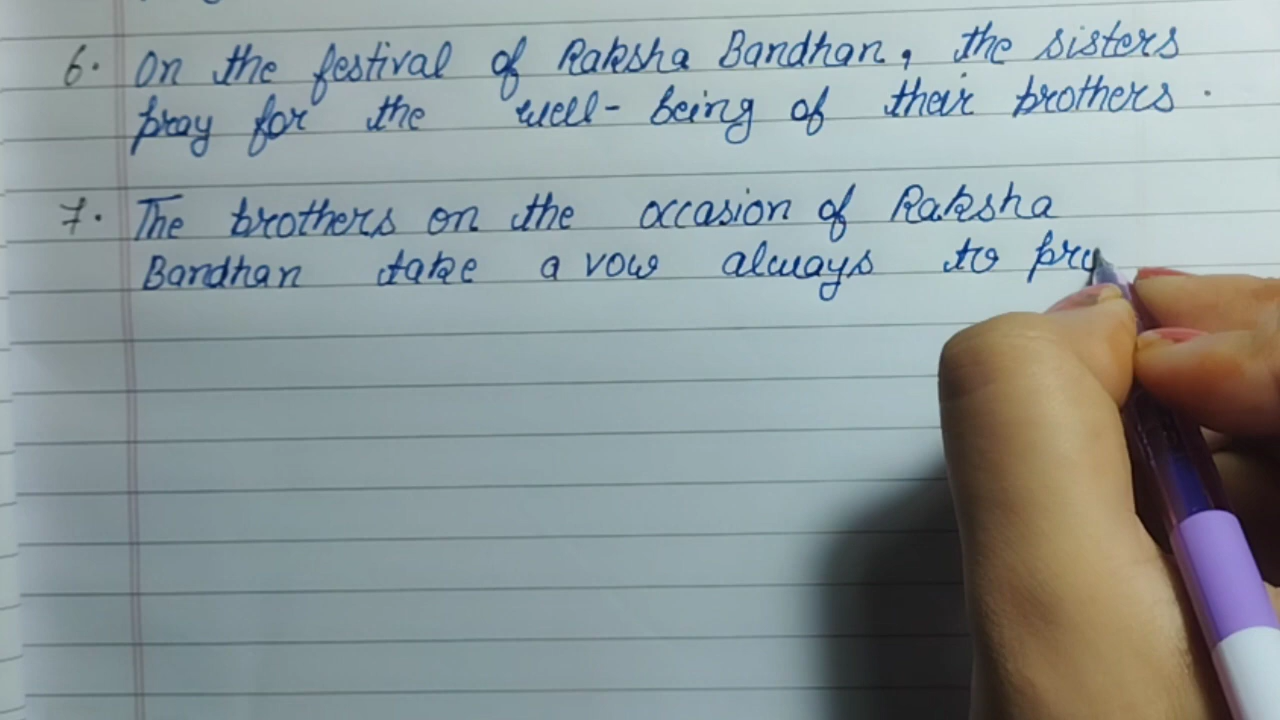 6. On the festival of Raksha Bandhan, the sisters
pray for the well-being of their brothers.
7. The brothers on the occasion of Raksha
Bandhan take a vow always to